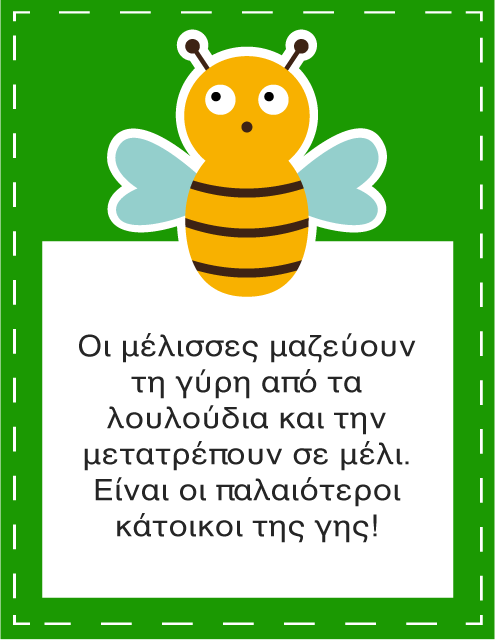 Οι μέλισσες μαζεύουν
τη γύρη από τα
λουλούδια και την
μετατρέπουν σε μέλι.
Είναι οι παλαιότεροι
κάτοικοι της γης!